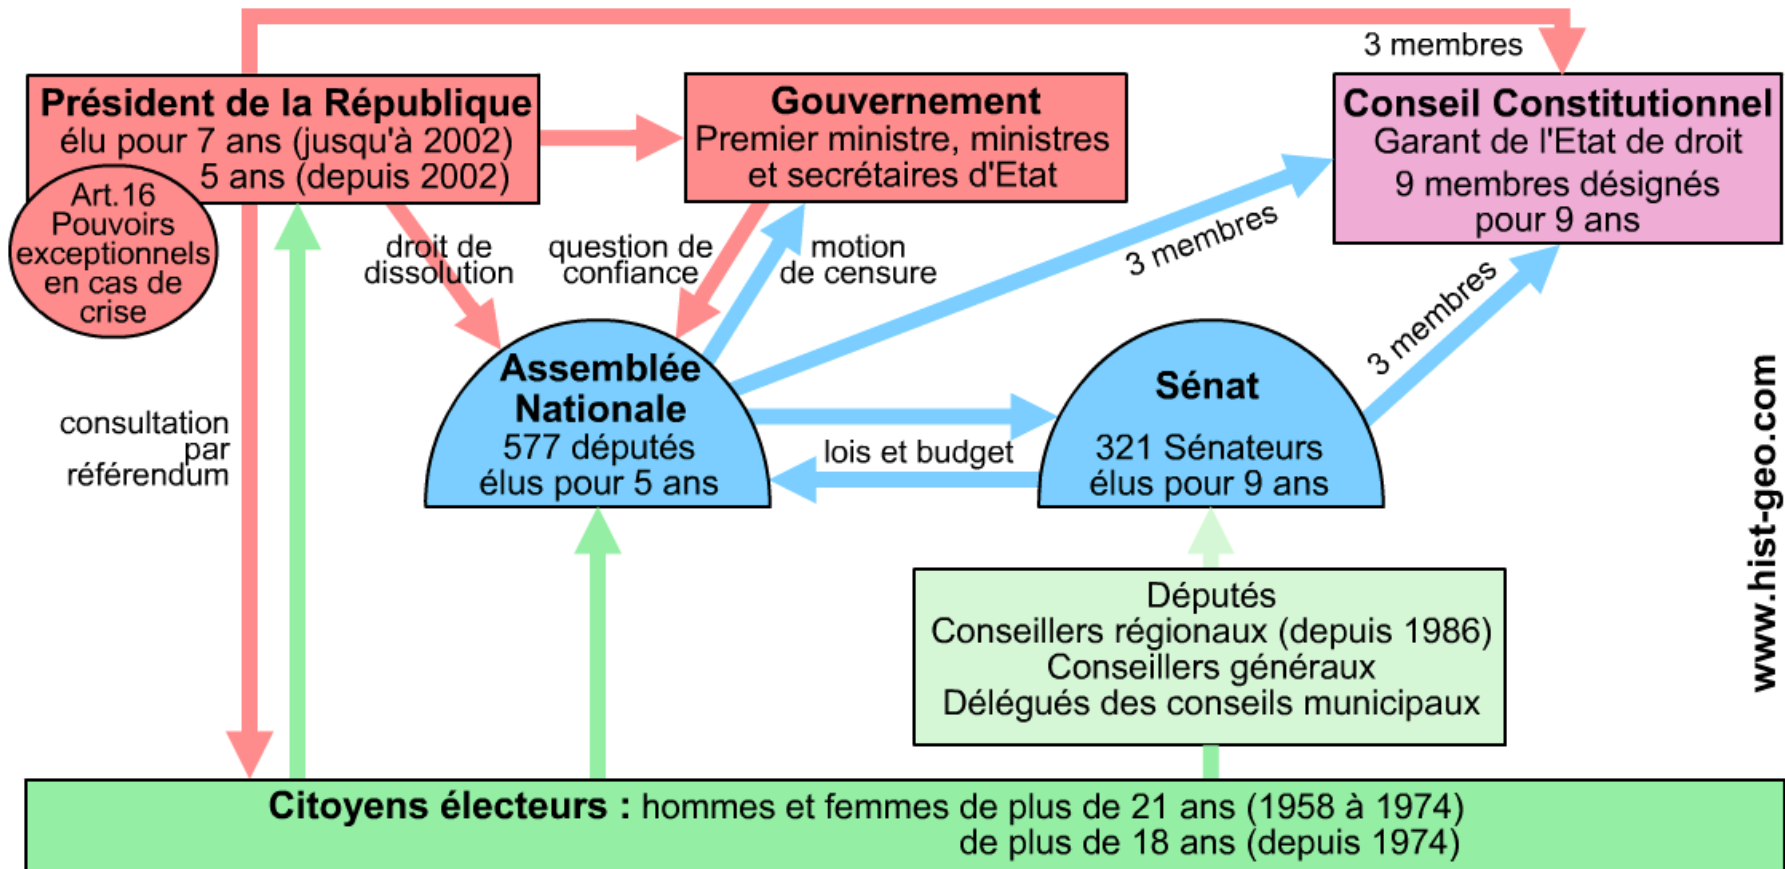 3 membres
Président de la République
élu pour 7 ans (jusqu'à 2002)
5 ans (depuis 2002)
Art.16
Pouvoirs
exceptionnels
en cas de
crise
Gouvernement
Premier ministre, ministres
et secrétaires d'Etat
Conseil Constitutionnel
Garant de l'Etat de droit
9 membres désignés
pour 9 ans
droit de
dissolution
question de
confiance
motion
de censure
3 membres
3 membres
Assemblée
Nationale
577 députés
élus pour 5 ans
lois et budget
Sénat
321 Sénateurs
élus pour 9 ans
consultation
par
référendum
www.hist-geo.com
Députés
Conseillers régionaux (depuis 1986)
Conseillers généraux
Délégués des conseils municipaux
Citoyens électeurs : hommes et femmes de plus de 21 ans (1958 à 1974)
de plus de 18 ans (depuis 1974)